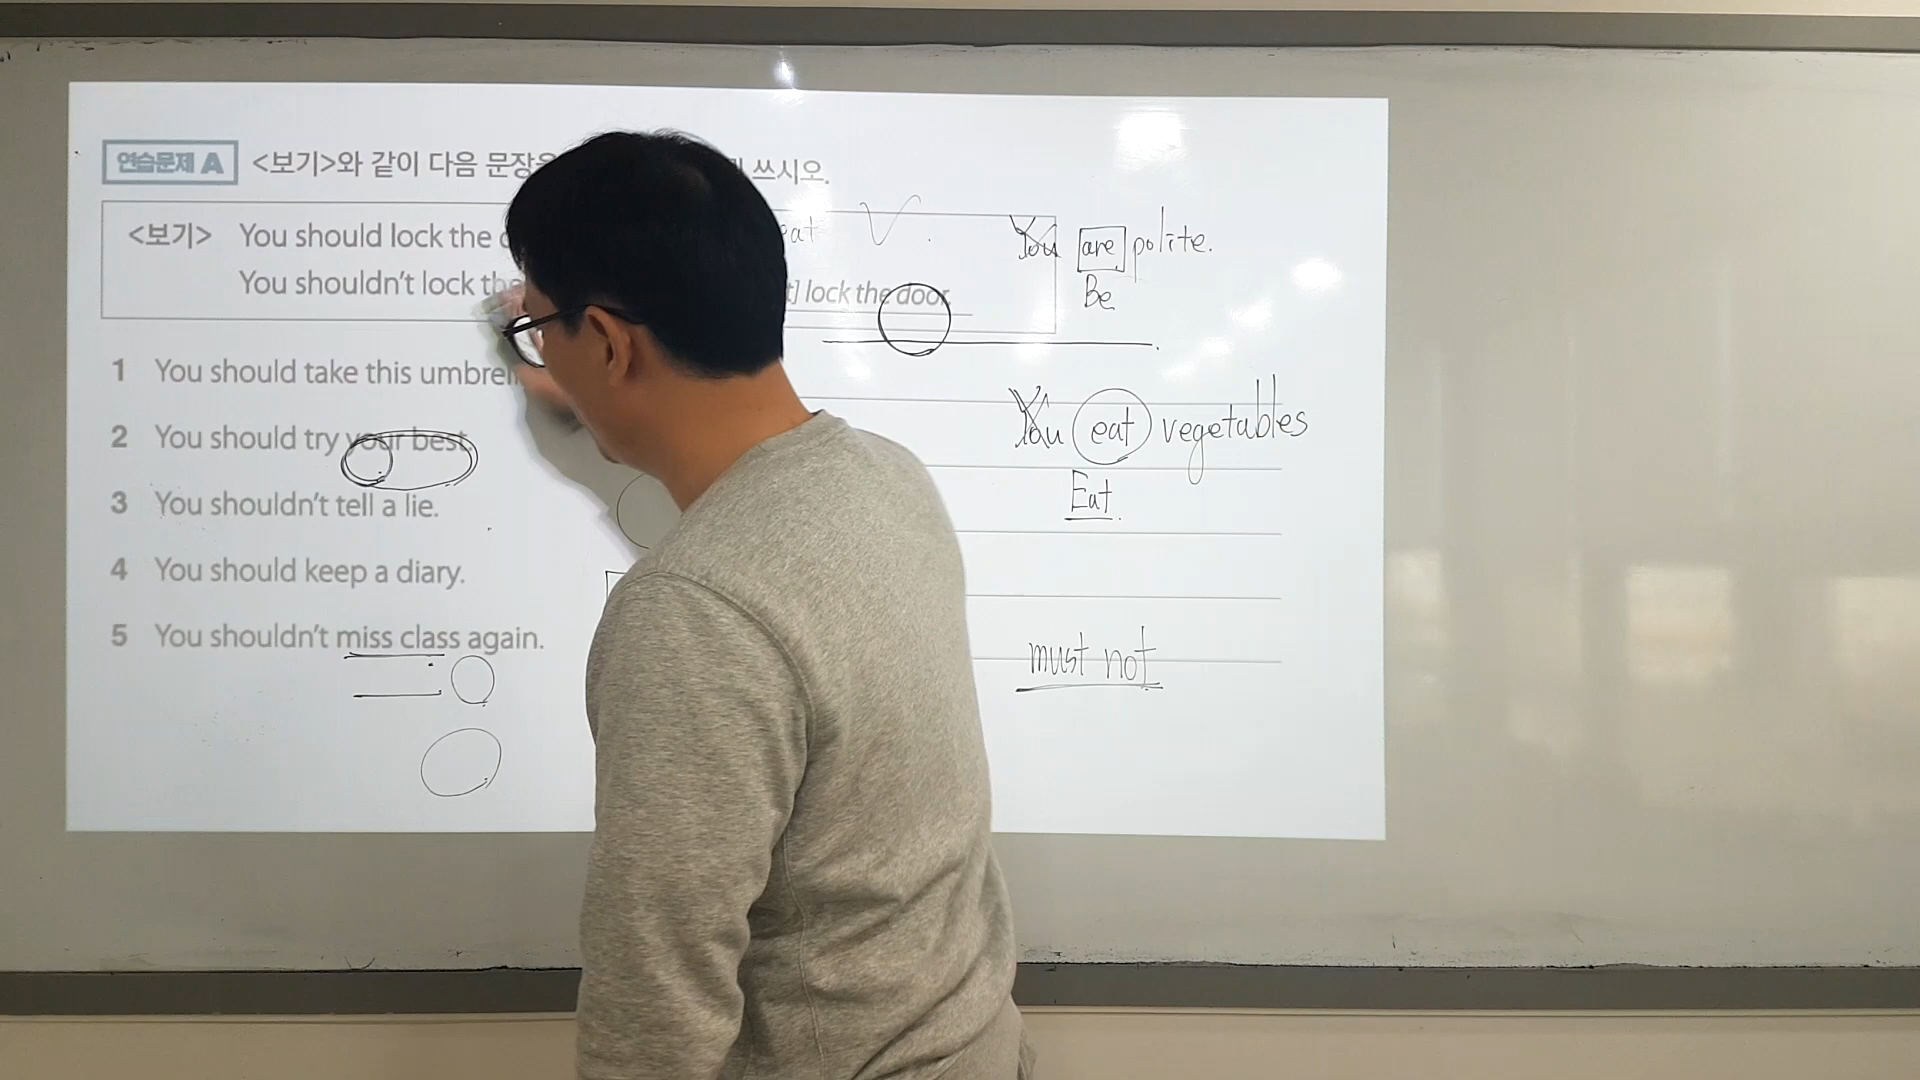 연습문제 A <보기>와 같이 다음 문장을 쓰시오.
<보기> You should lock the
You shouldn't lock the t] lock the door.
eat
You are polite.
Be
1 You should take this umbrel
2 You should try your best.
3 You shouldn't tell a lie.
4 You should keep a diary.
5 You shouldn't miss class again.
You eat vegetables
Eat.
must not